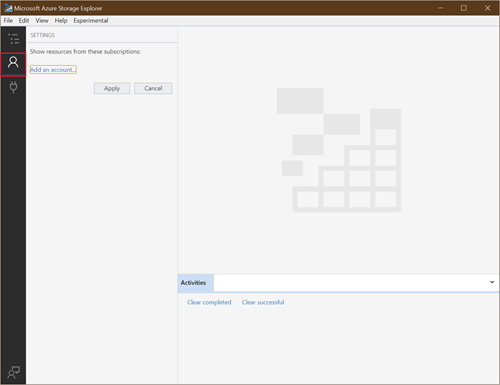 Microsoft Azure Storage Explorer
File Edit View Help Experimental
SETTINGS
Show resources from these subscriptions:
Add an account...
Apply Cancel
Activities
Clear completed Clear successful